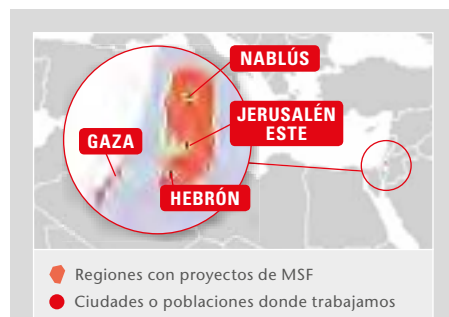 NABLÚS
JERUSALÉN
ESTE
GAZA
HEBRÓN
Regiones con proyectos de MSF
Ciudades o poblaciones donde trabajamos